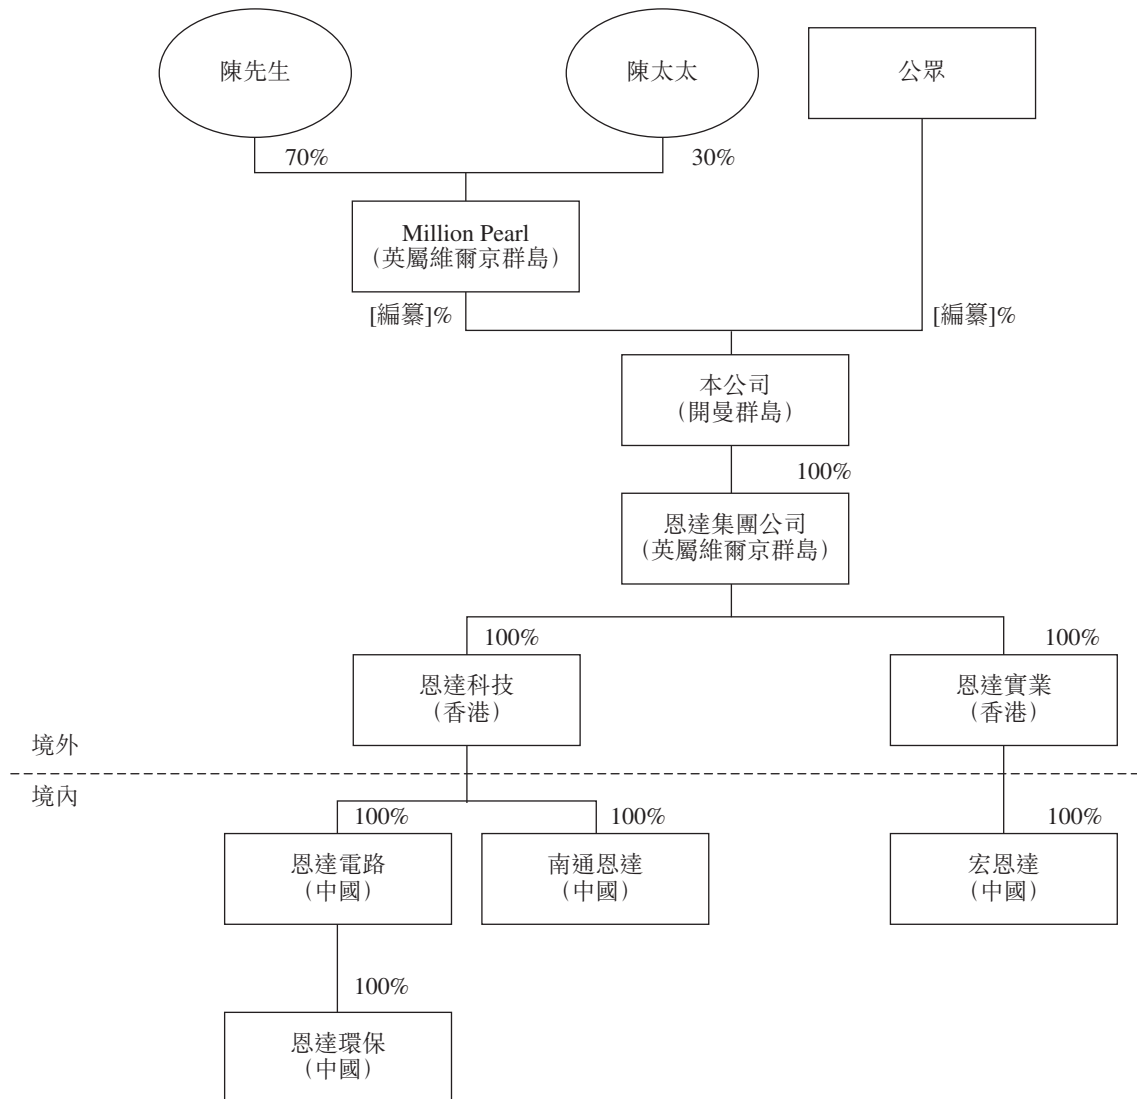 陳先生
陳太太
公眾
70%
30%
Million Pearl
(英屬維爾京群島)
[編纂]%
[編纂]%
本公司
(開曼群島)
100%
恩達集團公司
(英屬維爾京群島)
100%
100%
恩達科技
(香港)
恩達實業
(香港)
境外
境內
100%
100%
100%
恩達電路
(中國)
南通恩達
(中國)
宏恩達
(中國)
100%
恩達環保
(中國)